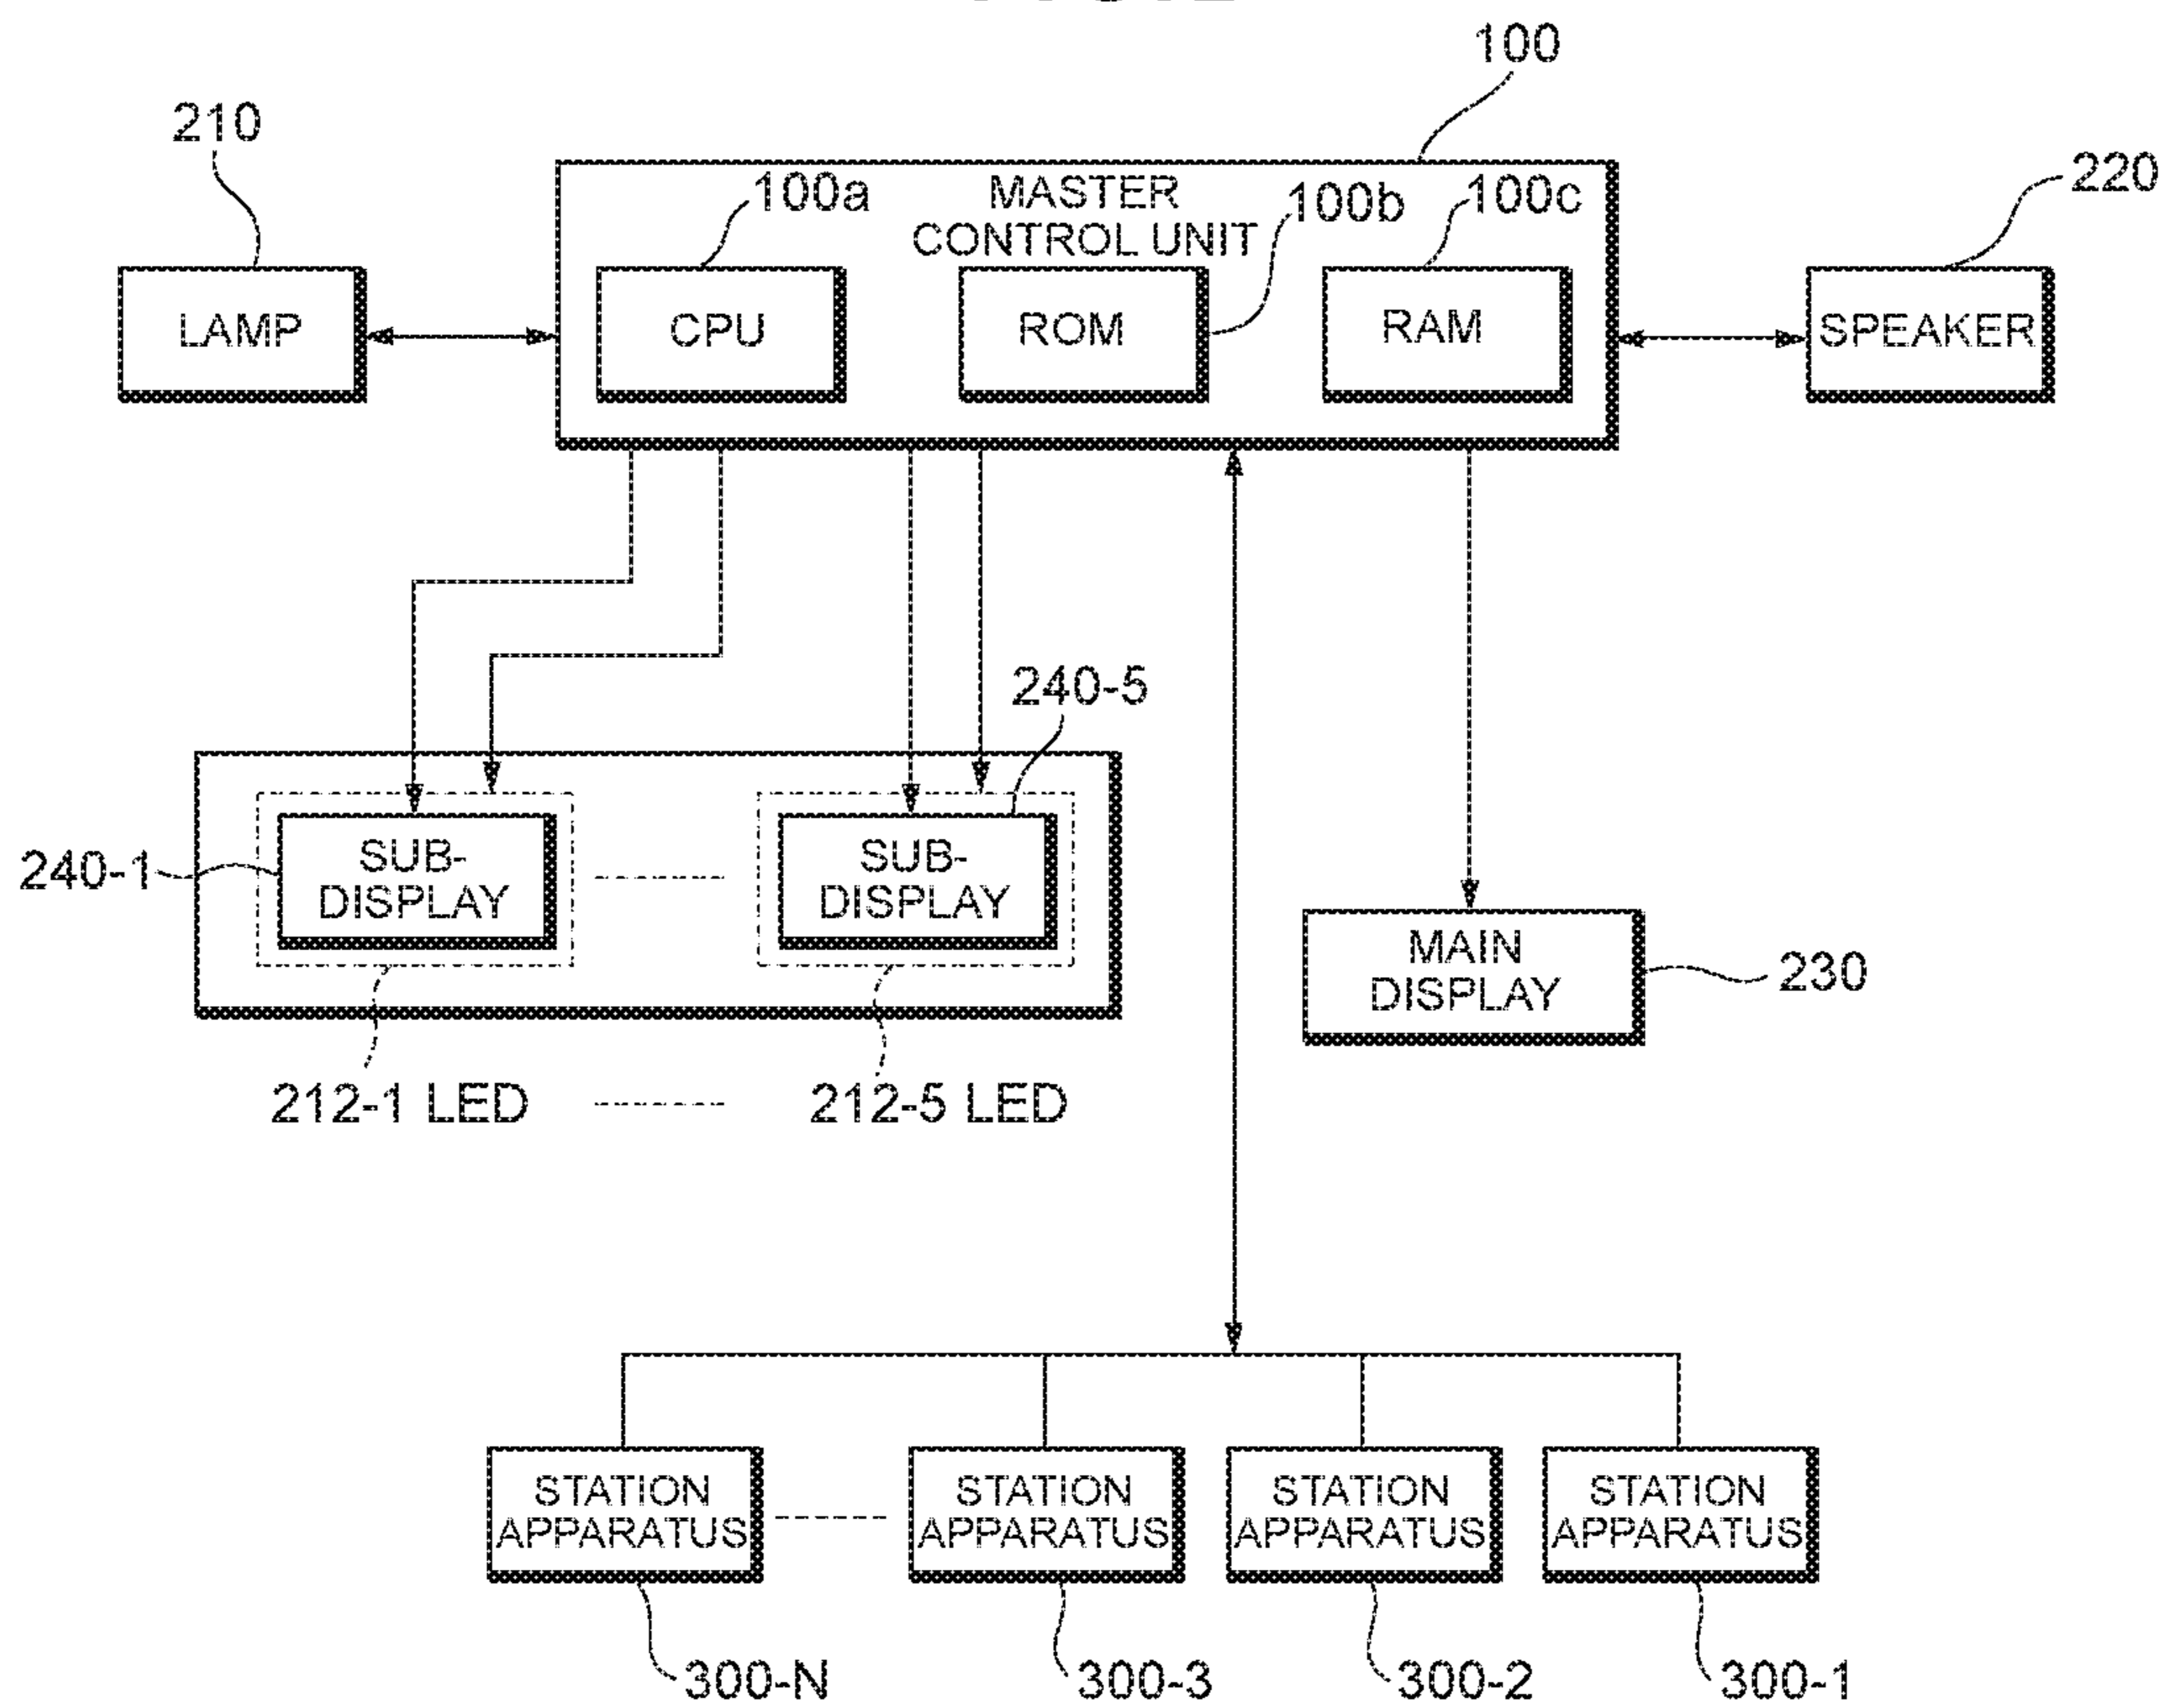 100
210
220
100a
MASTER
CONTROL UNIT
100b
100c
LAMP
CPU
ROM
RAM
SPEAKER
240-5
240-1
SUB-
DISPLAY
SUB-
DISPLAY
MAIN
DISPLAY
230
212-1 LED
212-5 LED
STATION
APPARATUS
STATION
APPARATUS
STATION
APPARATUS
STATION
APPARATUS
300-N
300-3
300-2
300-1